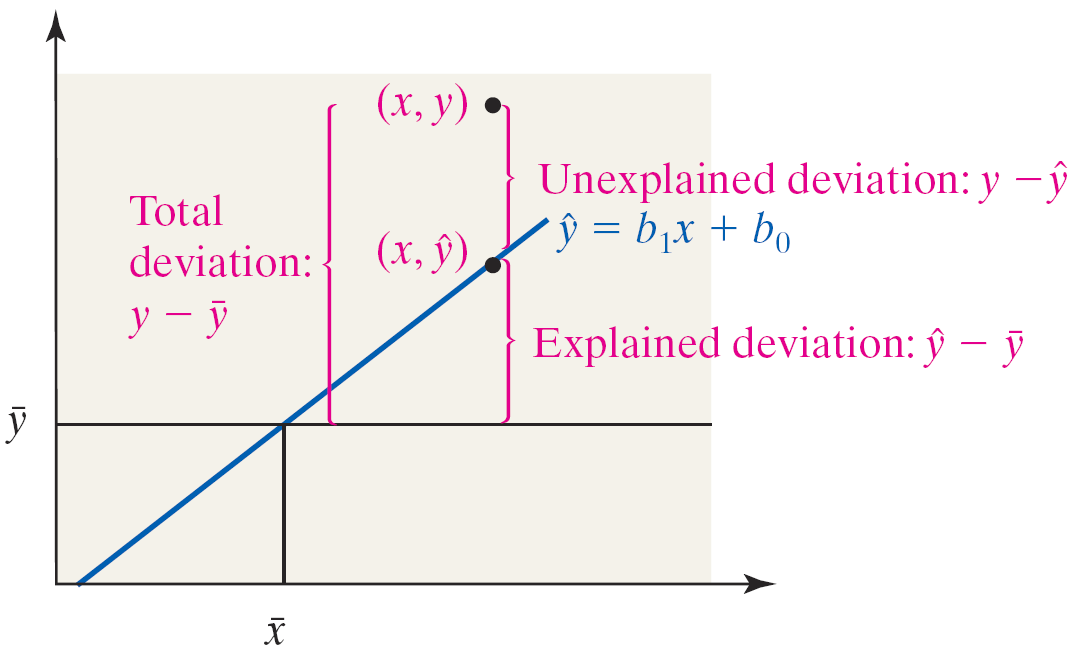 (x, y)
Unexplained deviation: y − ŷ
Total
deviation:
y − ȳ
ŷ = b₁x + b₀
(x, ŷ)
Explained deviation: ŷ − ȳ
ȳ
x̄